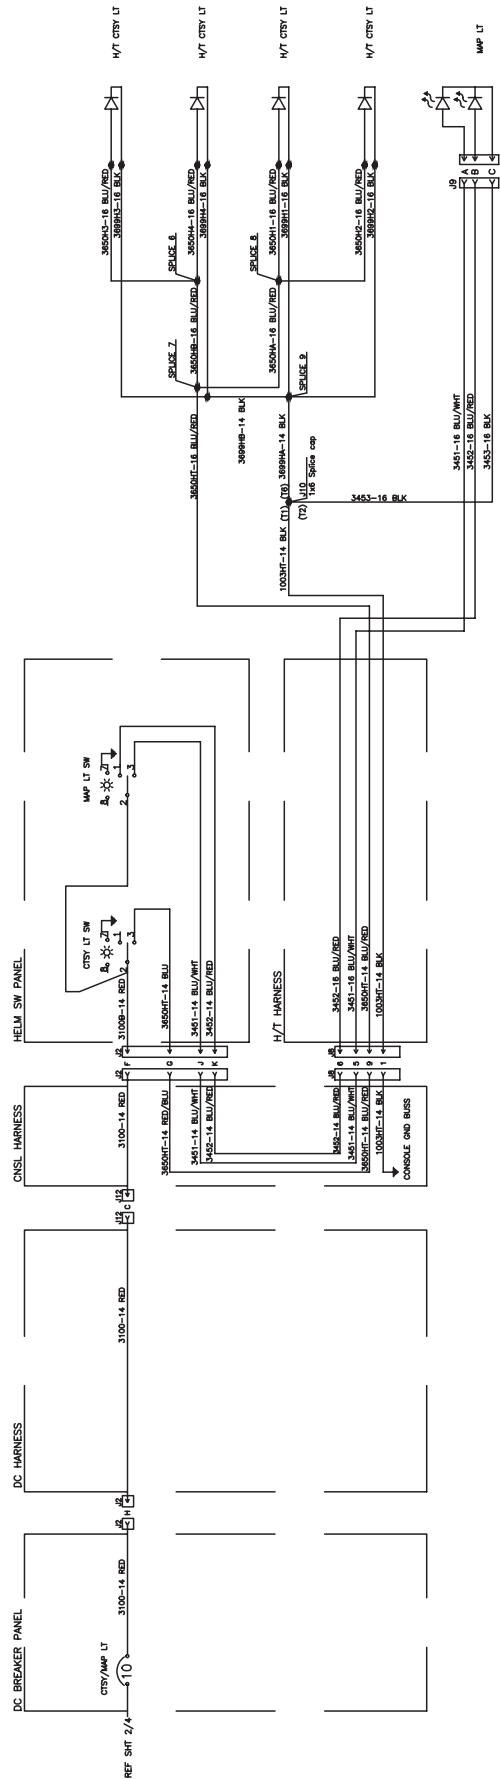 H/T CTSY LT
H/T CTSY LT
H/T CTSY LT
H/T CTSY LT
MAP LT
3650H3-16 BLU/RED
3699H3-16 BLK
3650H4-16 BLU/RED
3699H4-16 BLK
3650H1-16 BLU/RED
3699H1-16 BLK
3650H2-16 BLU/RED
3699H2-16 BLK
J9
A
B
C
SPLICE 6
SPLICE 8
3650HB-16 BLU/RED
3650HA-16 BLU/RED
SPLICE 7
SPLICE 9
3650HT-16 BLU/RED
3699HB-14 BLK
3699HA-14 BLK
(T6)
J10
1x6 Splice cap
(T1)
(T2)
1003HT-14 BLK
3453-16 BLK
3451-16 BLU/WHT
3452-16 BLU/RED
3453-16 BLK
HELM SW PANEL
MAP LT SW
8
7
1
3
2
CTSY LT SW
8
7
1
3
2
3100B-14 RED
3650HT-14 BLU
3451-14 BLU/WHT
3452-14 BLU/RED
H/T HARNESS
3452-16 BLU/RED
3451-16 BLU/WHT
3650HT-14 BLU/RED
1003HT-14 BLK
J2
J2
F
G
J
K
J8
J8
6
5
9
1
CNSL HARNESS
3100-14 RED
3650HT-14 RED/BLU
3451-14 BLU/WHT
3452-14 BLU/RED
3452-14 BLU/RED
3451-14 BLU/WHT
3650HT-14 BLU/RED
1003HT-14 BLK
CONSOLE GND BUSS
J12
C
J12
DC HARNESS
3100-14 RED
J2
H
J2
DC BREAKER PANEL
3100-14 RED
CTSY/MAP LT
10
REF SHT 2/4